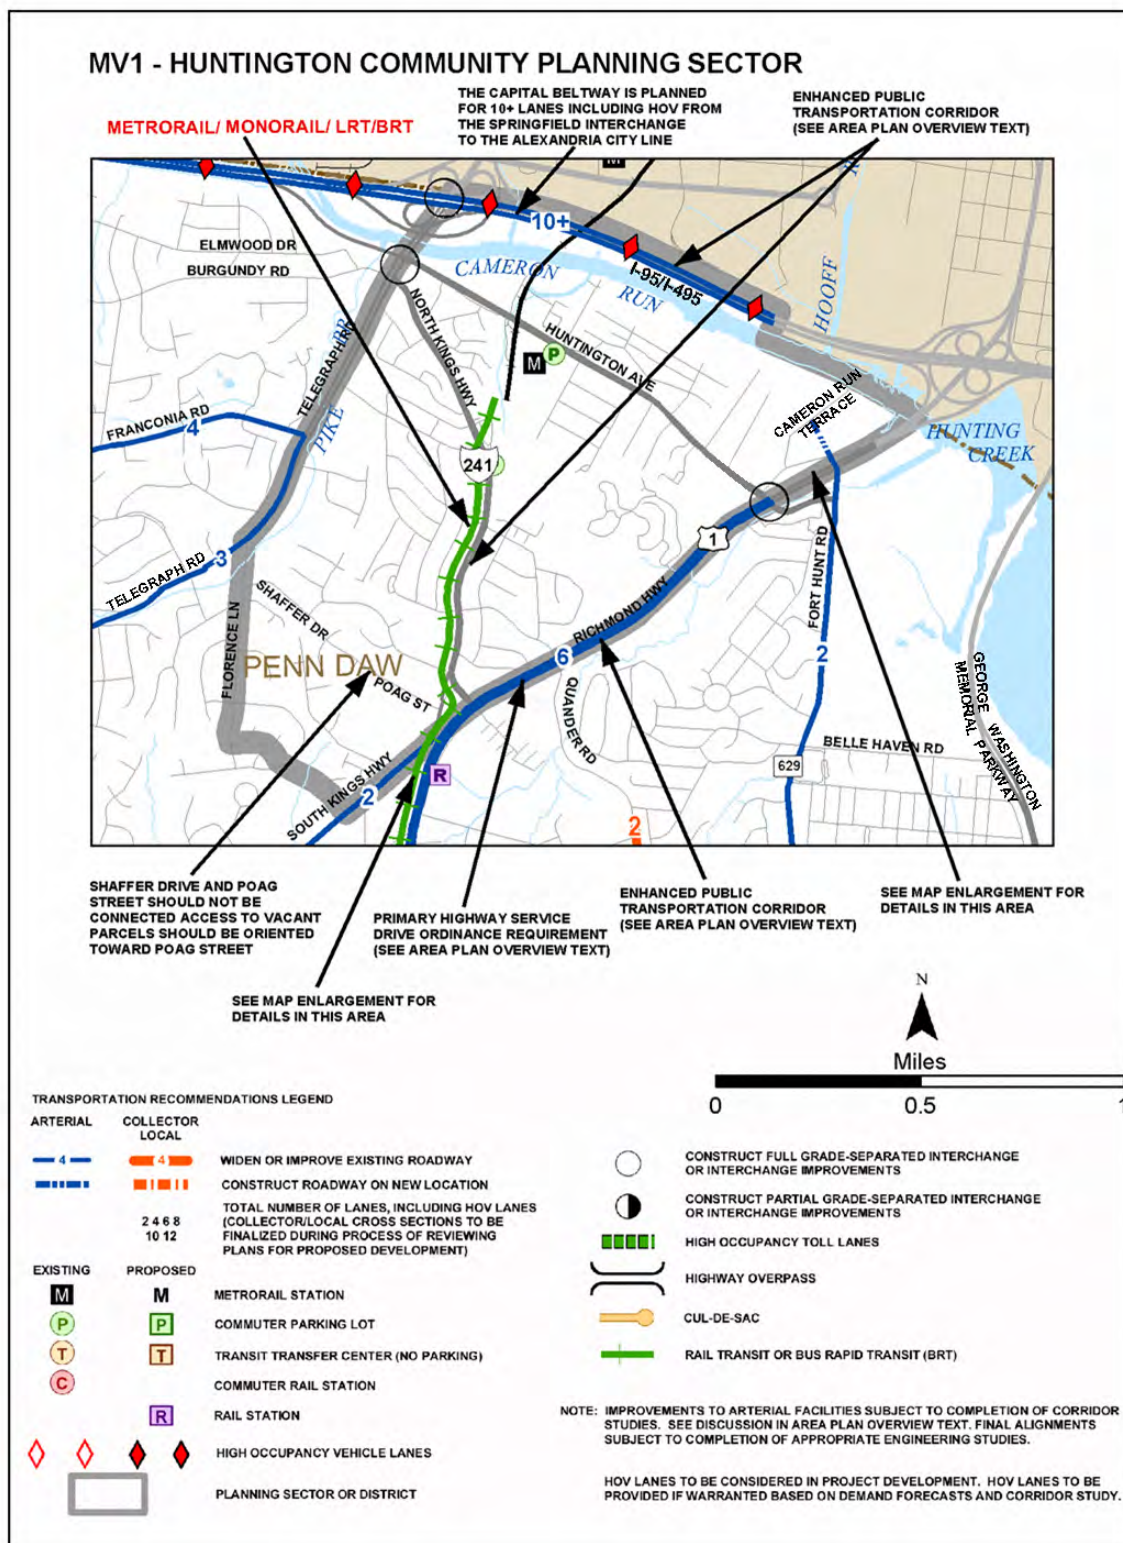 MV1 - HUNTINGTON COMMUNITY PLANNING SECTOR
METRORAIL/ MONORAIL/ LRT/BRT
THE CAPITAL BELTWAY IS PLANNED
FOR 10+ LANES INCLUDING HOV FROM
THE SPRINGFIELD INTERCHANGE
TO THE ALEXANDRIA CITY LINE
ENHANCED PUBLIC
TRANSPORTATION CORRIDOR
(SEE AREA PLAN OVERVIEW TEXT)
M
10+
ELMWOOD DR
BURGUNDY RD
CAMERON
RUN
I-95/I-495
HOOFF
R
NORTH KINGS HWY
HUNTINGTON AVE
M
P
TELEGRAPH RD
PIKE BR
FRANCONIA RD
4
CAMERON RUN
TERRACE
HUNTING
CREEK
241
1
TELEGRAPH RD
3
FORT HUNT RD
2
SHAFFER DR
FLORENCE LN
PENN DAW
POAG ST
RICHMOND HWY
6
QUANDER RD
GEORGE WASHINGTON
MEMORIAL PARKWAY
BELLE HAVEN RD
629
R
SOUTH KINGS HWY
2
2
SHAFFER DRIVE AND POAG
STREET SHOULD NOT BE
CONNECTED ACCESS TO VACANT
PARCELS SHOULD BE ORIENTED
TOWARD POAG STREET
PRIMARY HIGHWAY SERVICE
DRIVE ORDINANCE REQUIREMENT
(SEE AREA PLAN OVERVIEW TEXT)
ENHANCED PUBLIC
TRANSPORTATION CORRIDOR
(SEE AREA PLAN OVERVIEW TEXT)
SEE MAP ENLARGEMENT FOR
DETAILS IN THIS AREA
SEE MAP ENLARGEMENT FOR
DETAILS IN THIS AREA
N
Miles
0 0.5 1
TRANSPORTATION RECOMMENDATIONS LEGEND
ARTERIAL COLLECTOR
LOCAL
4 4 WIDEN OR IMPROVE EXISTING ROADWAY
CONSTRUCT ROADWAY ON NEW LOCATION
2 4 6 8
10 12
TOTAL NUMBER OF LANES, INCLUDING HOV LANES
(COLLECTOR/LOCAL CROSS SECTIONS TO BE
FINALIZED DURING PROCESS OF REVIEWING
PLANS FOR PROPOSED DEVELOPMENT)
EXISTING PROPOSED
M M METRORAIL STATION
P P COMMUTER PARKING LOT
T T TRANSIT TRANSFER CENTER (NO PARKING)
C COMMUTER RAIL STATION
R RAIL STATION
HIGH OCCUPANCY VEHICLE LANES
PLANNING SECTOR OR DISTRICT
CONSTRUCT FULL GRADE-SEPARATED INTERCHANGE
OR INTERCHANGE IMPROVEMENTS
CONSTRUCT PARTIAL GRADE-SEPARATED INTERCHANGE
OR INTERCHANGE IMPROVEMENTS
HIGH OCCUPANCY TOLL LANES
HIGHWAY OVERPASS
CUL-DE-SAC
RAIL TRANSIT OR BUS RAPID TRANSIT (BRT)
NOTE: IMPROVEMENTS TO ARTERIAL FACILITIES SUBJECT TO COMPLETION OF CORRIDOR
STUDIES. SEE DISCUSSION IN AREA PLAN OVERVIEW TEXT. FINAL ALIGNMENTS
SUBJECT TO COMPLETION OF APPROPRIATE ENGINEERING STUDIES.
HOV LANES TO BE CONSIDERED IN PROJECT DEVELOPMENT. HOV LANES TO BE
PROVIDED IF WARRANTED BASED ON DEMAND FORECASTS AND CORRIDOR STUDY.